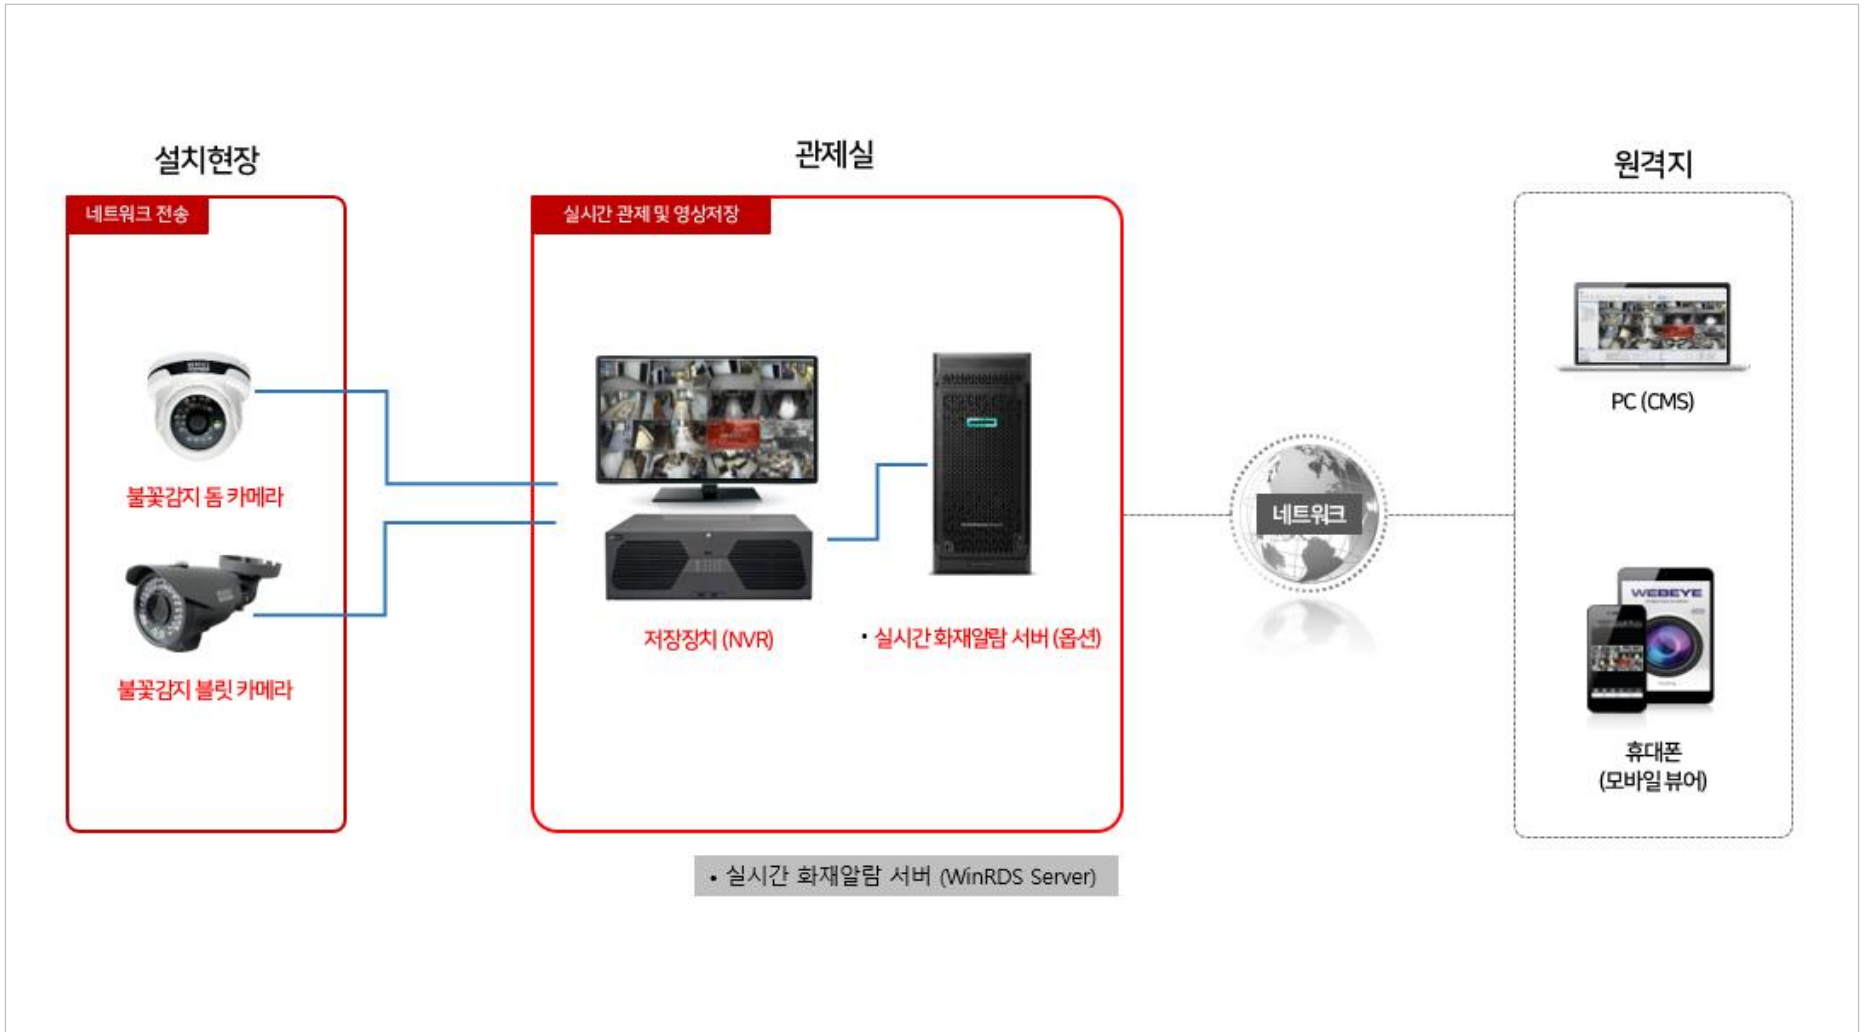 설치현장
관제실
원격지
네트워크 전송
실시간 관제 및 영상저장
PC (CMS)
불꽃감지 돔 카메라
네트워크
WEBEYE
저장장치 (NVR)
• 실시간 화재알람 서버 (옵션)
불꽃감지 블릿 카메라
휴대폰
(모바일 뷰어)
• 실시간 화재알람 서버 (WinRDS Server)